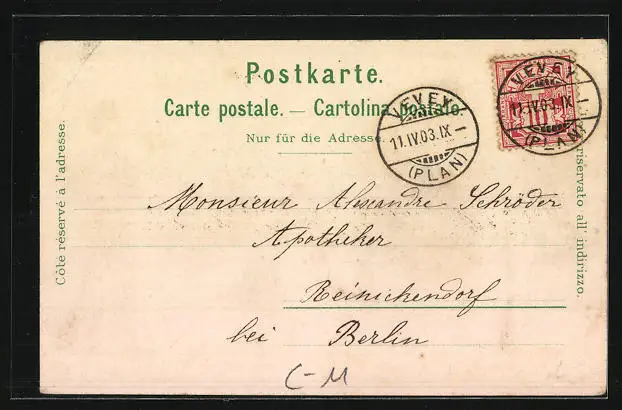 Postkarte.
Carte postale. — Cartolina postale.
Nur für die Adresse.
VEVEY
11.IV.03.IX
(PLAN)
VEVEY
11.IV.03.IX
(PLAN)
10
Côté réservé à l'adresse.
riservato all' indirizzo.
Monsieur Alexandre Schröder
Apotheker
Reinickendorf
bei Berlin
C-M